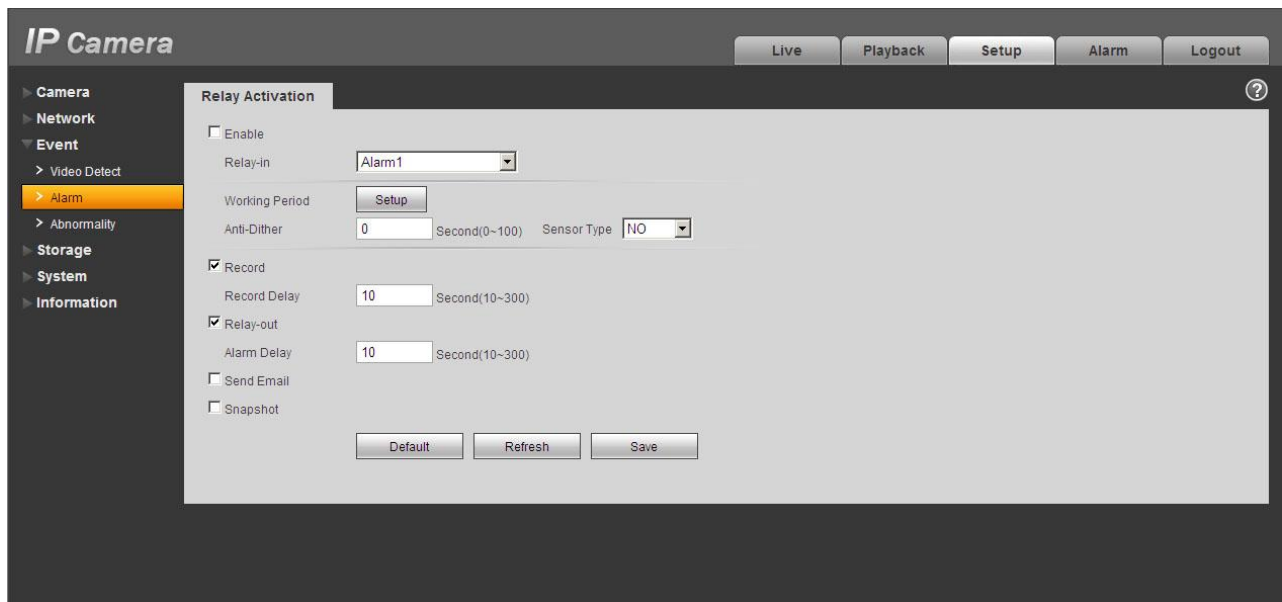 IP Camera
Live Playback Setup Alarm Logout
Camera
Network
Event
> Video Detect
> Alarm
> Abnormality
Storage
System
Information
Relay Activation
?
Enable
Relay-in Alarm1
Working Period Setup
Anti-Dither 0 Second(0~100) Sensor Type NO
Record
Record Delay 10 Second(10~300)
Relay-out
Alarm Delay 10 Second(10~300)
Send Email
Snapshot
Default Refresh Save